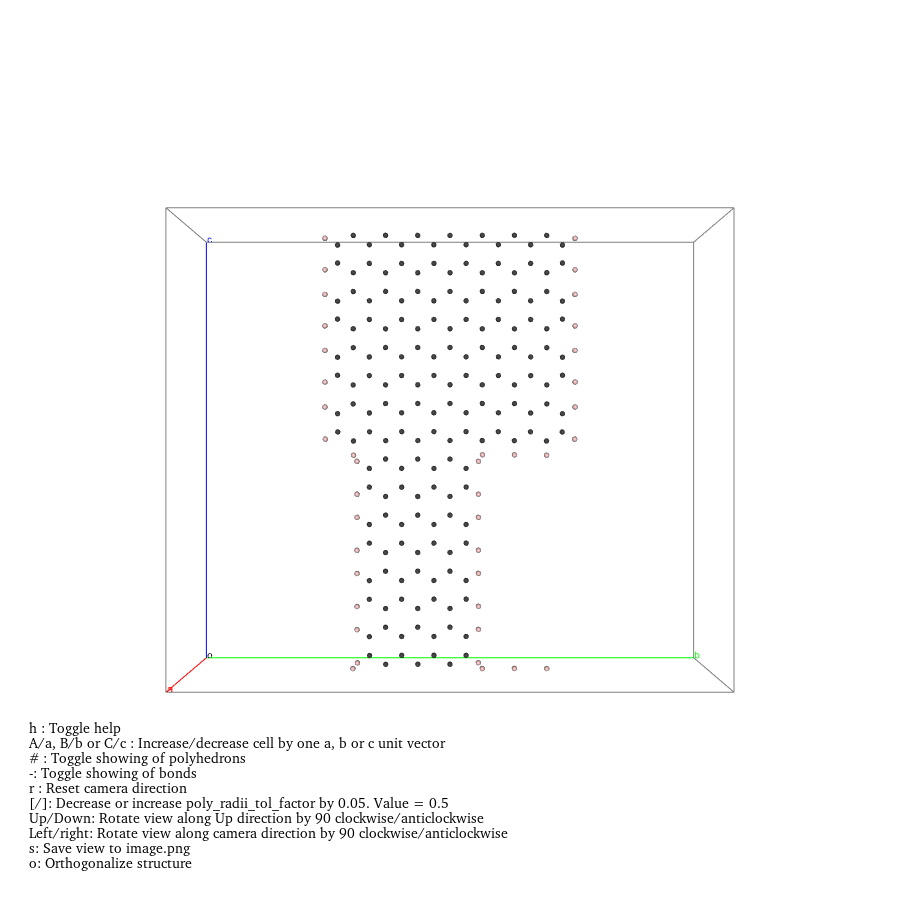 c
o
b
a
h : Toggle help
A/a, B/b or C/c : Increase/decrease cell by one a, b or c unit vector
# : Toggle showing of polyhedrons
-: Toggle showing of bonds
r : Reset camera direction
[/]: Decrease or increase poly_radii_tol_factor by 0.05. Value = 0.5
Up/Down: Rotate view along Up direction by 90 clockwise/anticlockwise
Left/right: Rotate view along camera direction by 90 clockwise/anticlockwise
s: Save view to image.png
o: Orthogonalize structure